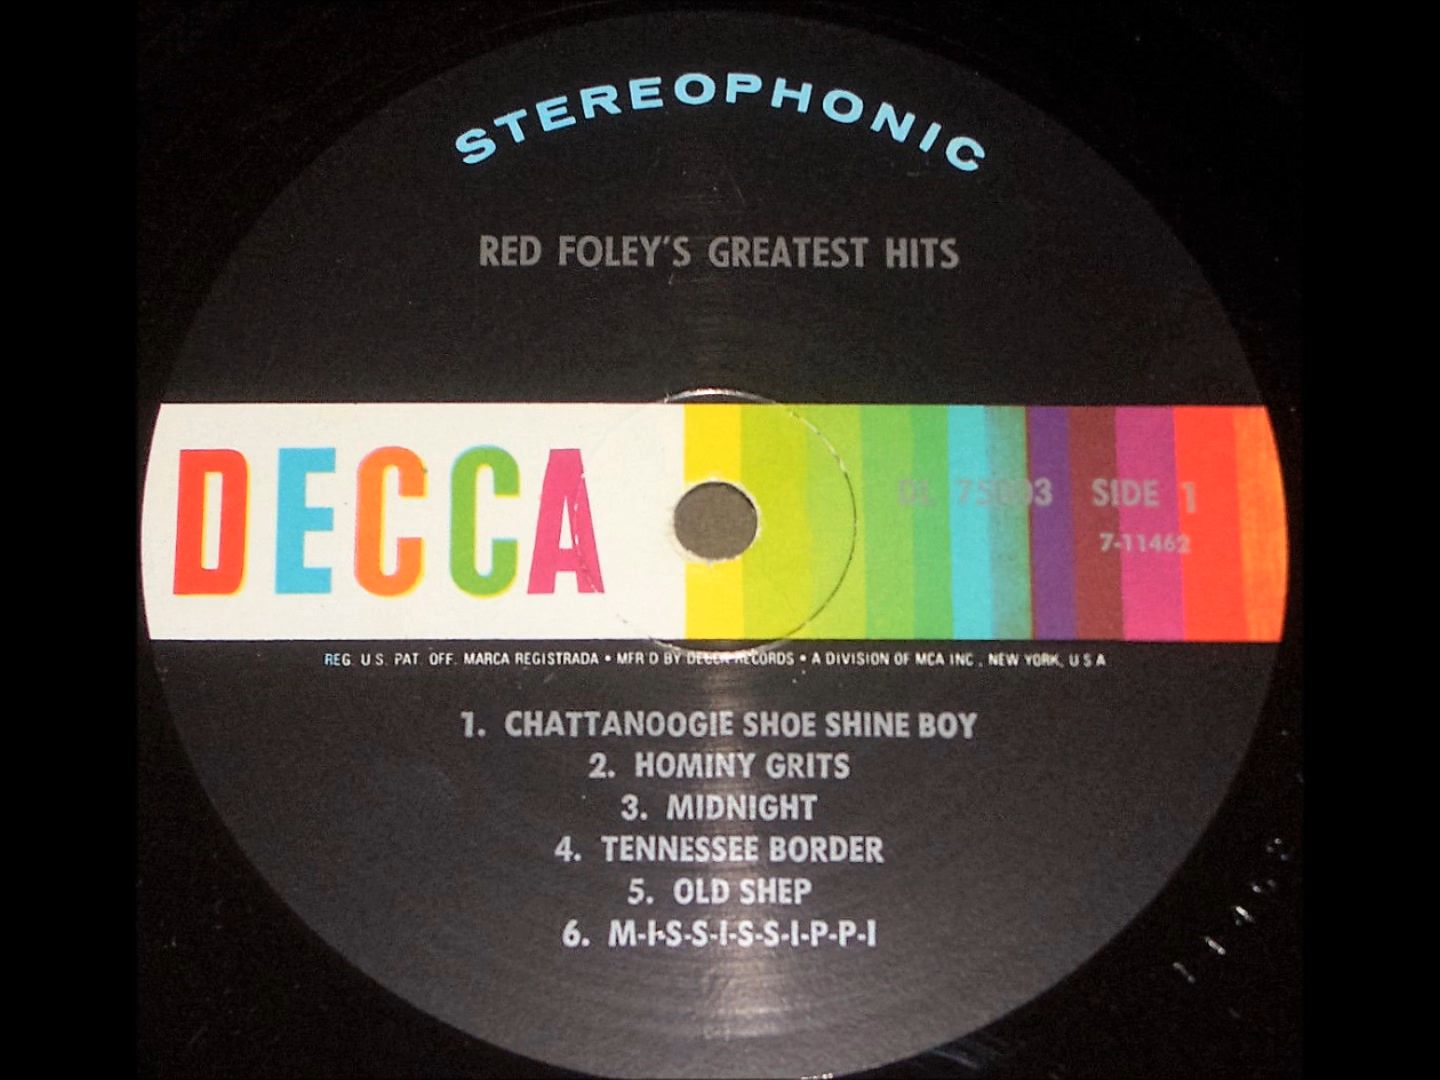 STEREOPHONIC
RED FOLEY'S GREATEST HITS
DECCA
SIDE 1
7-11462
REG. U.S. PAT. OFF. MARCA REGISTRADA • MFR'D BY DECCA RECORDS • A DIVISION OF MCA INC., NEW YORK, U.S.A
1. CHATTANOOGIE SHOE SHINE BOY
2. HOMINY GRITS
3. MIDNIGHT
4. TENNESSEE BORDER
5. OLD SHEP
6. M-I-S-S-I-S-S-I-P-P-I